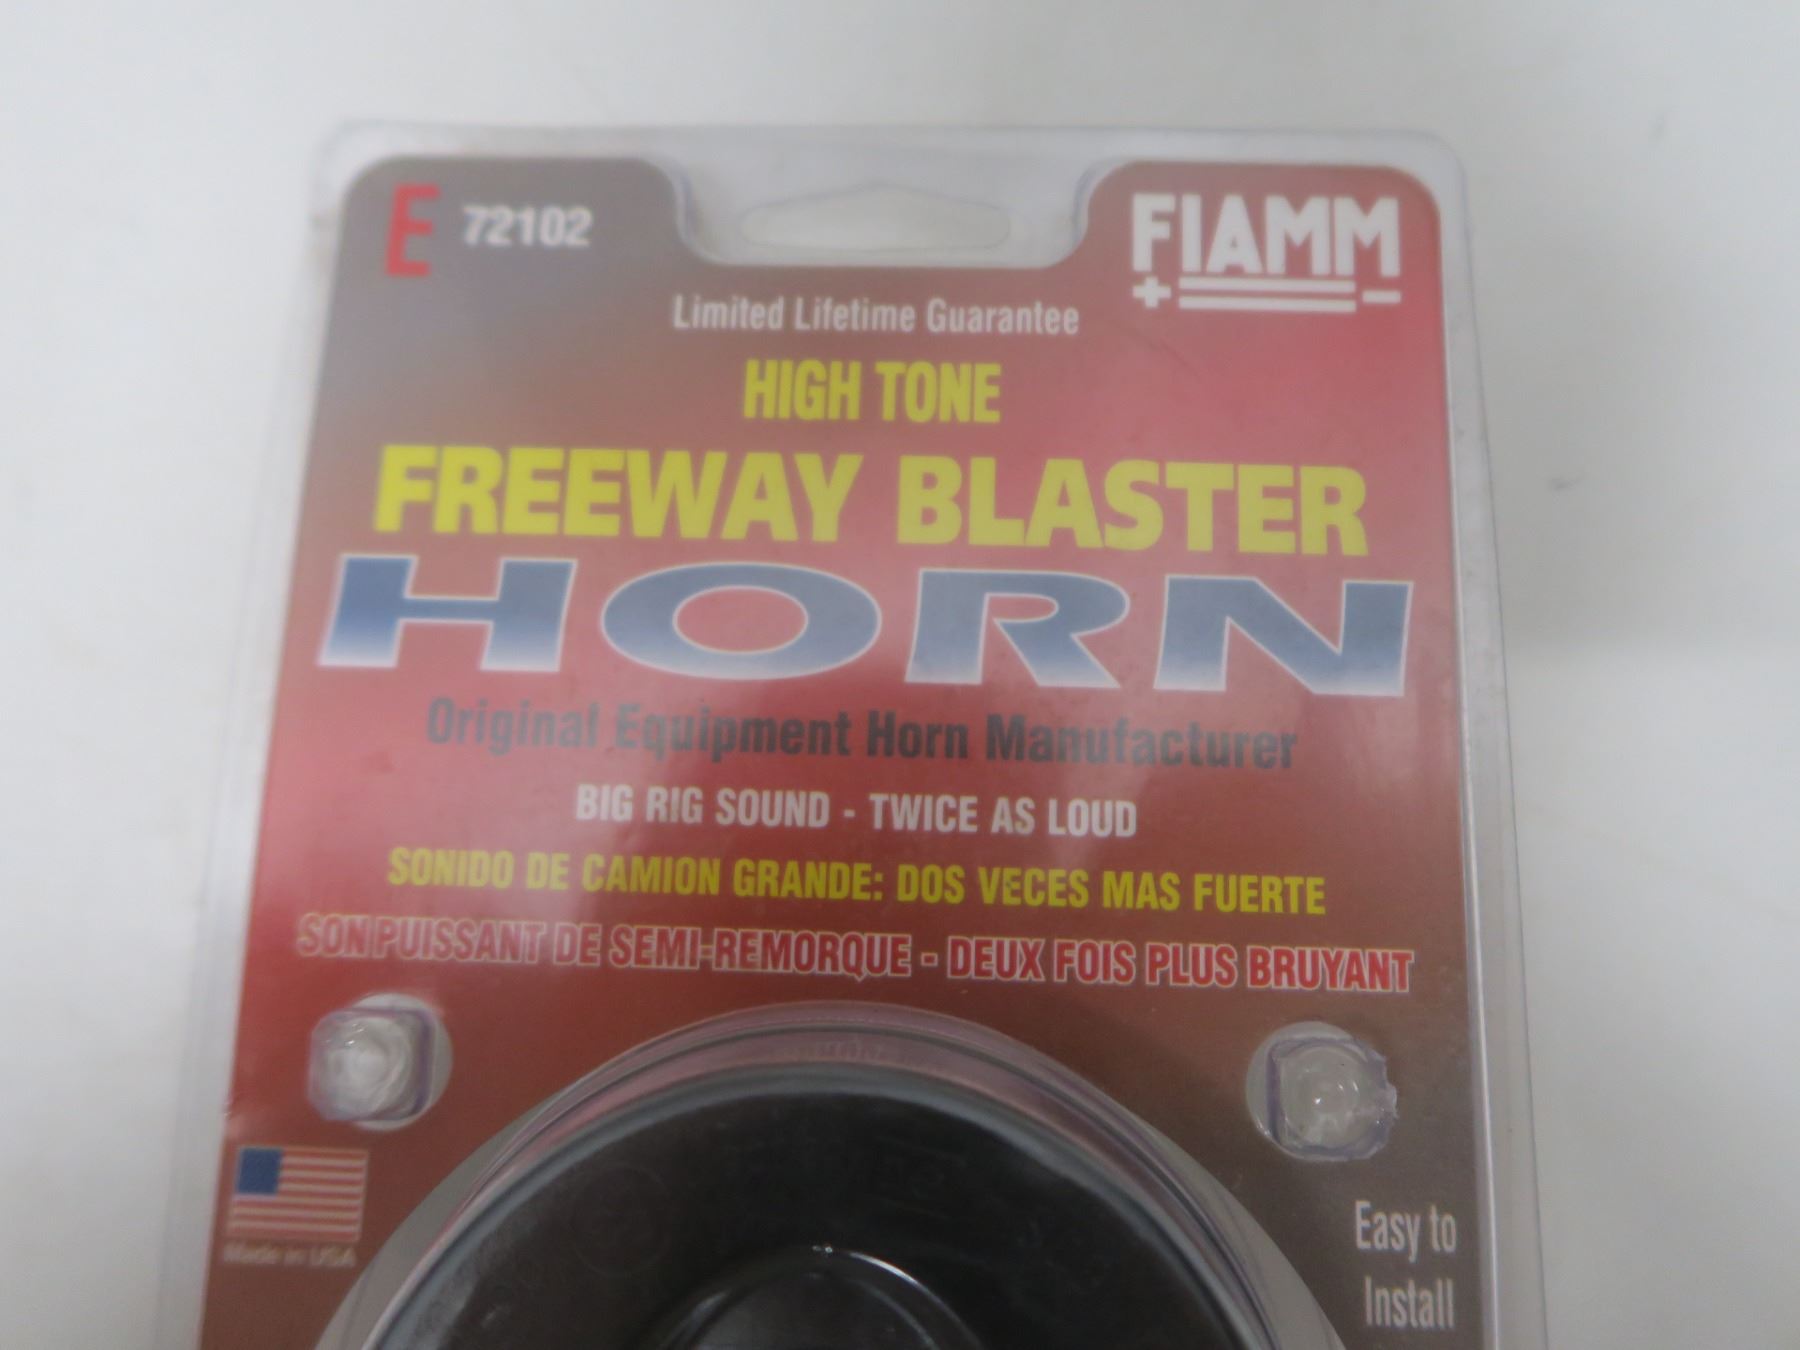 E 72102
FIAMM
+ -
Limited Lifetime Guarantee
HIGH TONE
FREEWAY BLASTER
HORN
Original Equipment Horn Manufacturer
BIG RIG SOUND - TWICE AS LOUD
SONIDO DE CAMION GRANDE: DOS VECES MAS FUERTE
SON PUISSANT DE SEMI-REMORQUE - DEUX FOIS PLUS BRUYANT
Made in USA
Easy to
Install